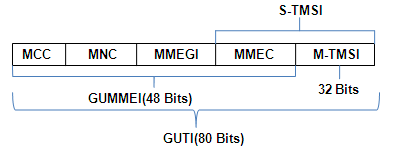 S-TMSI
MCC MNC MMEGI MMEC M-TMSI
GUMMEI(48 Bits) 32 Bits
GUTI(80 Bits)